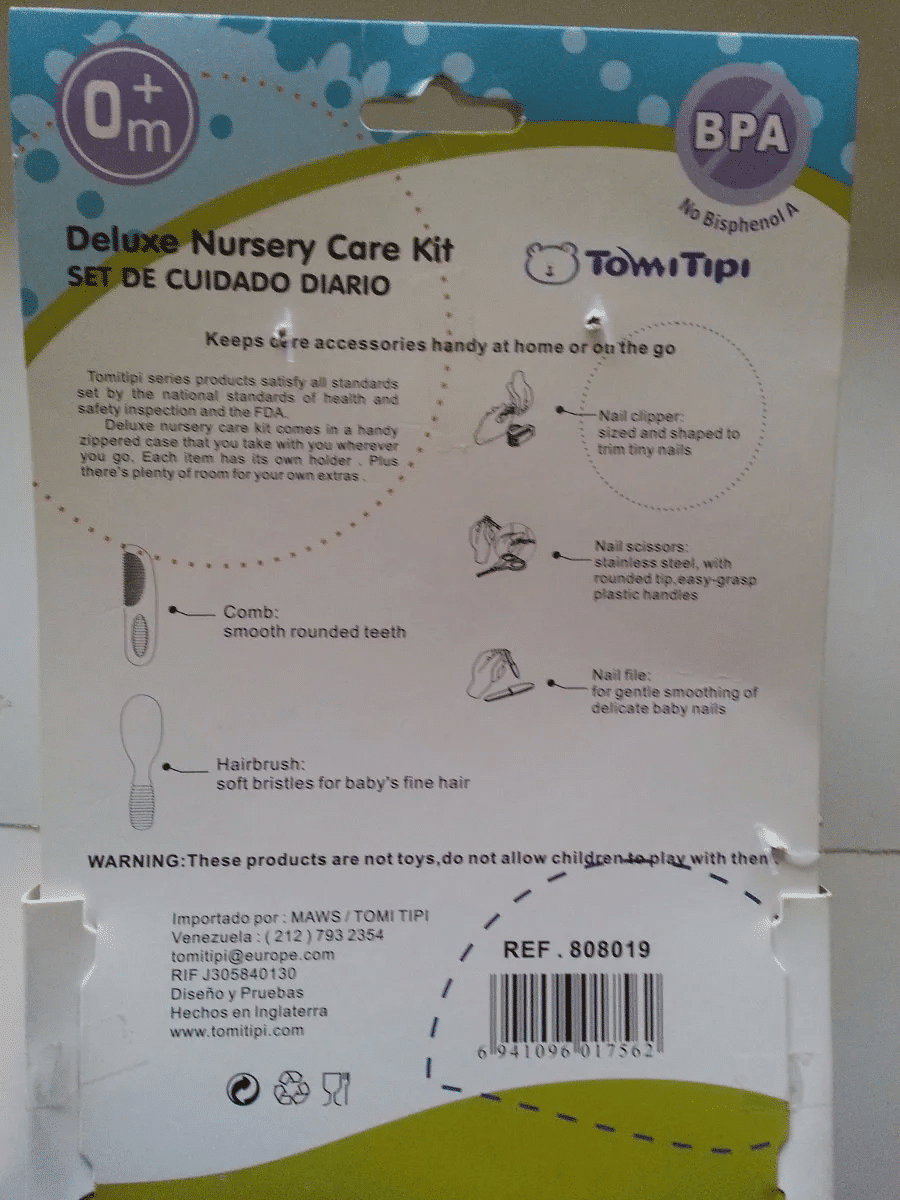 0+
m
BPA
No Bisphenol A
Deluxe Nursery Care Kit
SET DE CUIDADO DIARIO
TOMITIPI
Keeps care accessories handy at home or on the go
Tomitipi series products satisfy all standards
set by the national standards of health and
safety inspection and the FDA.
Deluxe nursery care kit comes in a handy
zippered case that you take with you wherever
you go. Each item has its own holder . Plus
there's plenty of room for your own extras .
Nail clipper:
sized and shaped to
trim tiny nails
Nail scissors:
stainless steel, with
rounded tip,easy-grasp
plastic handles
Nail file:
for gentle smoothing of
delicate baby nails
Comb:
smooth rounded teeth
Hairbrush:
soft bristles for baby's fine hair
WARNING:These products are not toys,do not allow children to play with then
Importado por : MAWS / TOMI TIPI
Venezuela : ( 212 ) 793 2354
tomitipi@europe.com
RIF J305840130
Diseño y Pruebas
Hechos en Inglaterra
www.tomitipi.com
REF . 808019
6 941096 017562